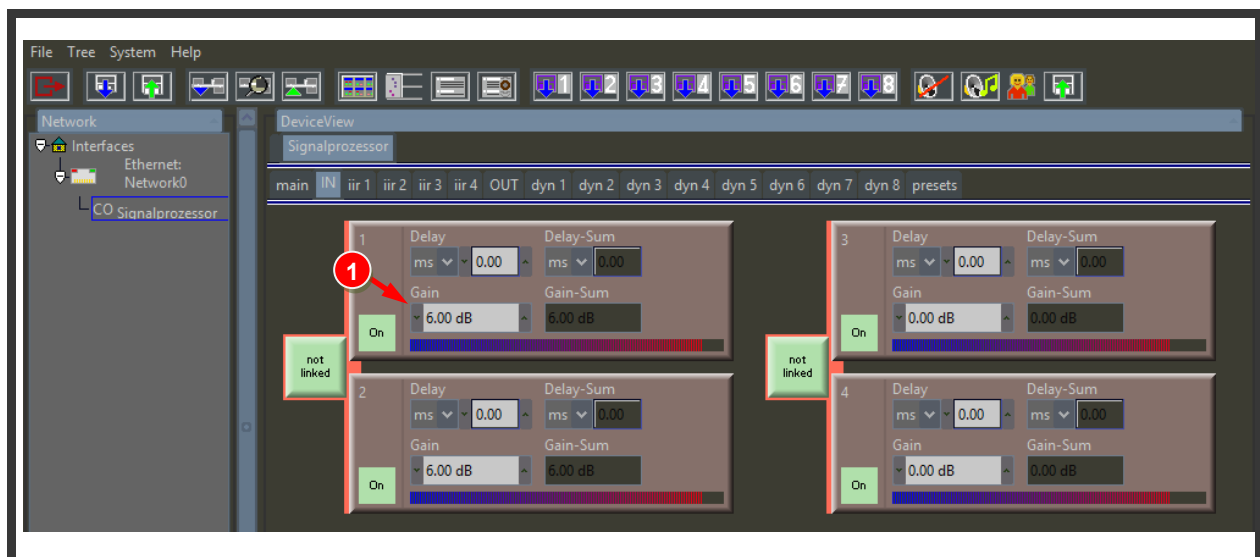 File Tree System Help
1 2 3 4 5 6 7 8
Network
DeviceView
Interfaces
Ethernet:
Network0
CO Signalprozessor
Signalprozessor
main IN iir 1 iir 2 iir 3 iir 4 OUT dyn 1 dyn 2 dyn 3 dyn 4 dyn 5 dyn 6 dyn 7 dyn 8 presets
1
Delay Delay-Sum
ms 0.00 ms 0.00
1
Gain Gain-Sum
6.00 dB 6.00 dB
On
not
linked
2
Delay Delay-Sum
ms 0.00 ms 0.00
Gain Gain-Sum
6.00 dB 6.00 dB
On
3
Delay Delay-Sum
ms 0.00 ms 0.00
Gain Gain-Sum
0.00 dB 0.00 dB
On
not
linked
4
Delay Delay-Sum
ms 0.00 ms 0.00
Gain Gain-Sum
0.00 dB 0.00 dB
On